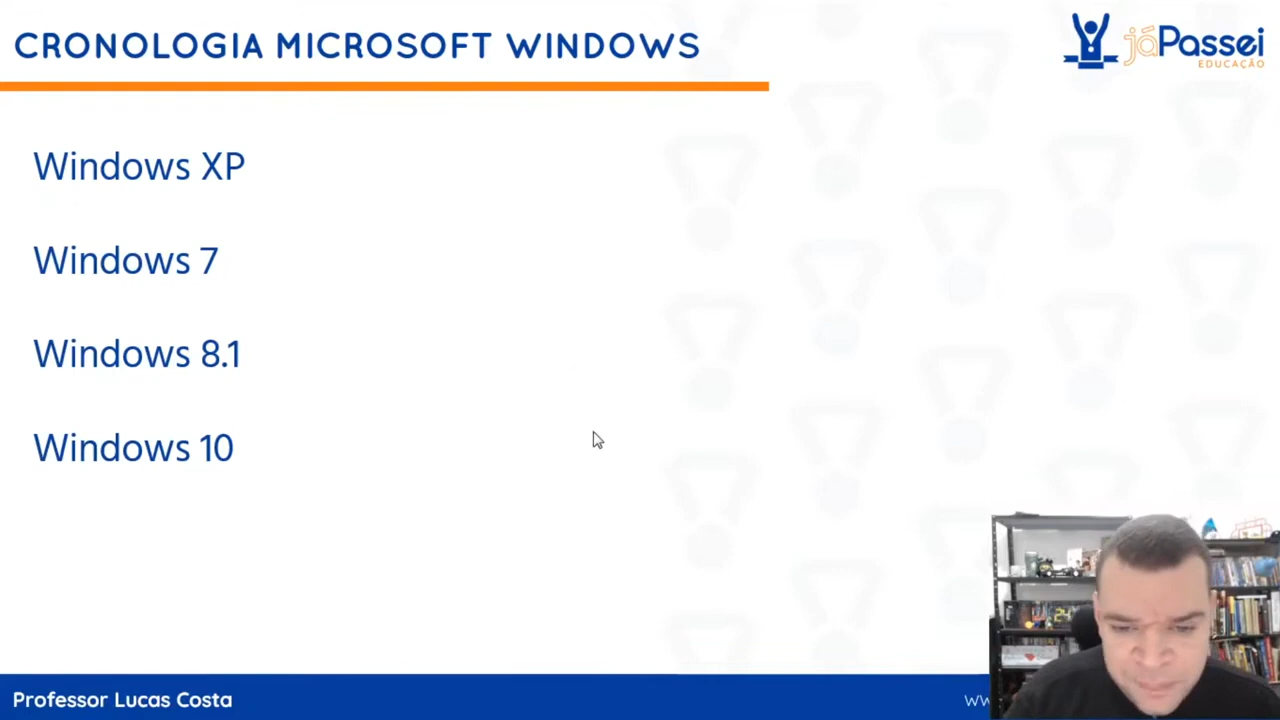 CRONOLOGIA MICROSOFT WINDOWS
jáPassei
EDUCAÇÃO
Windows XP
Windows 7
Windows 8.1
Windows 10
Professor Lucas Costa